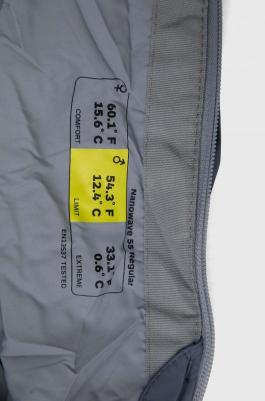 Nanowave 55 Regular
♀
60.1° F
15.6° C
COMFORT
♂
54.3° F
12.4° C
LIMIT
33.1° F
0.6° C
EXTREME
EN13537 TESTED